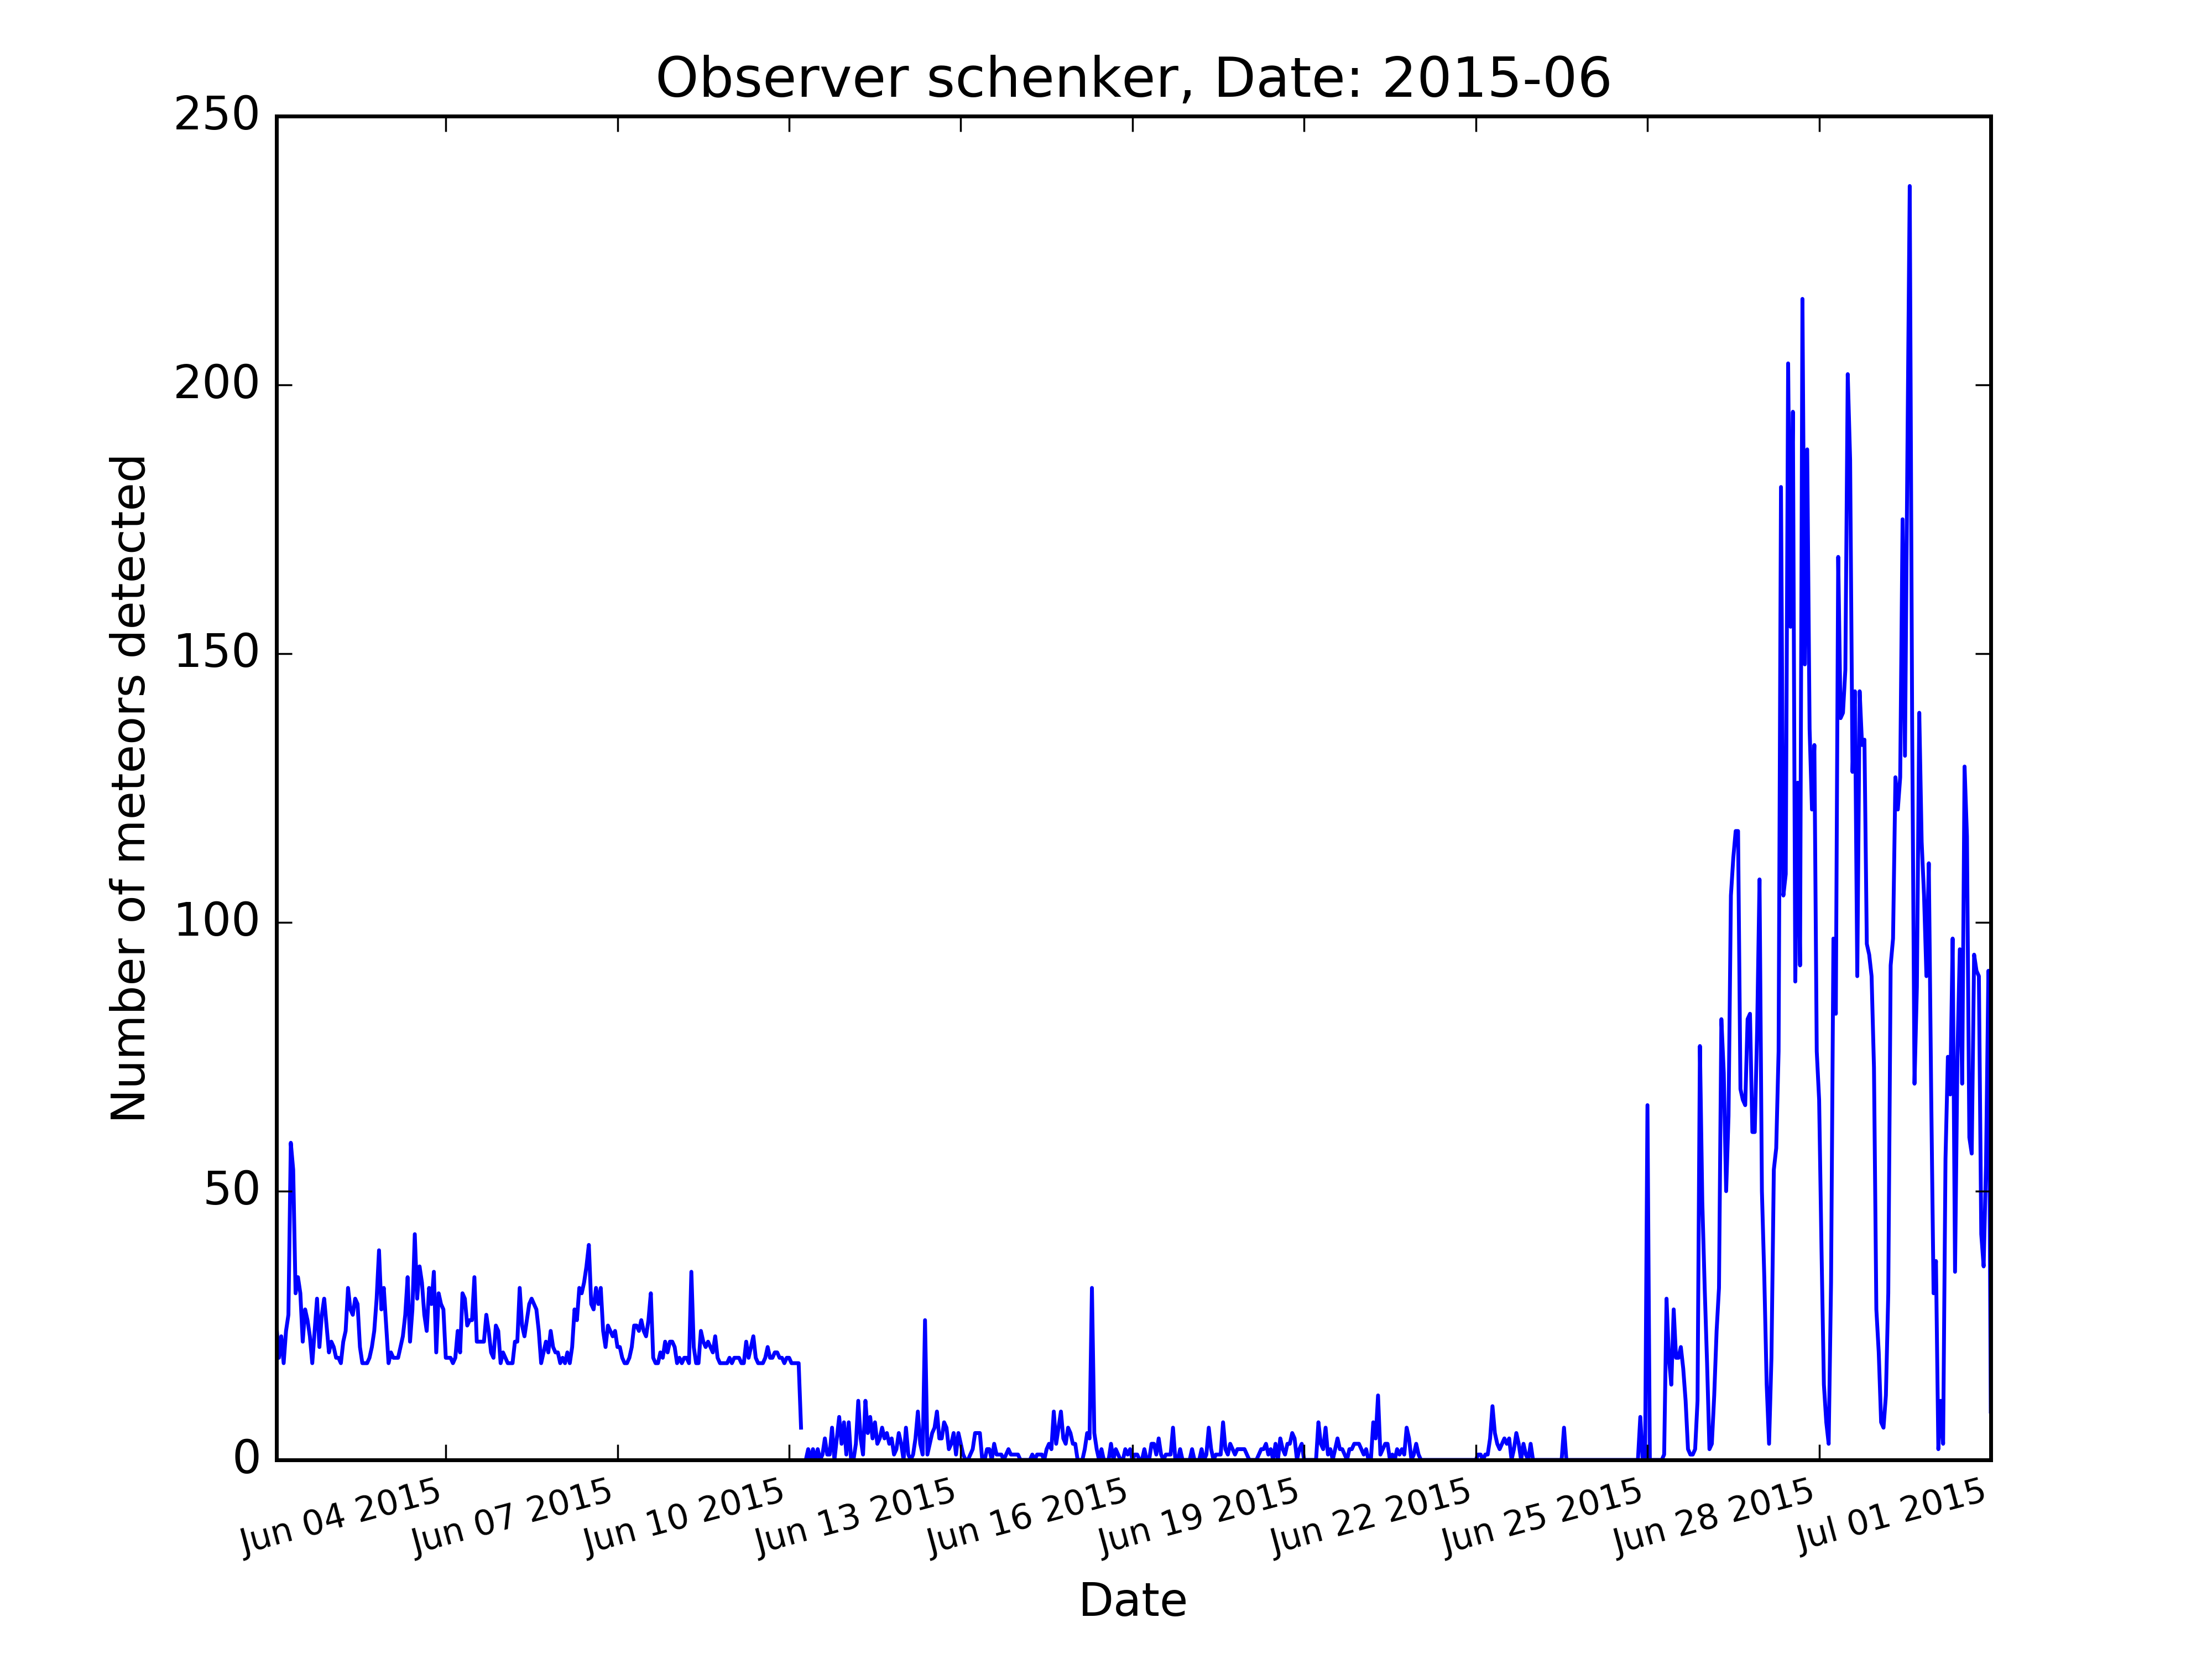 Observer schenker, Date: 2015-06
250
200
150
100
50
0
Number of meteors detected
Jun 04 2015
Jun 07 2015
Jun 10 2015
Jun 13 2015
Jun 16 2015
Jun 19 2015
Jun 22 2015
Jun 25 2015
Jun 28 2015
Jul 01 2015
Date